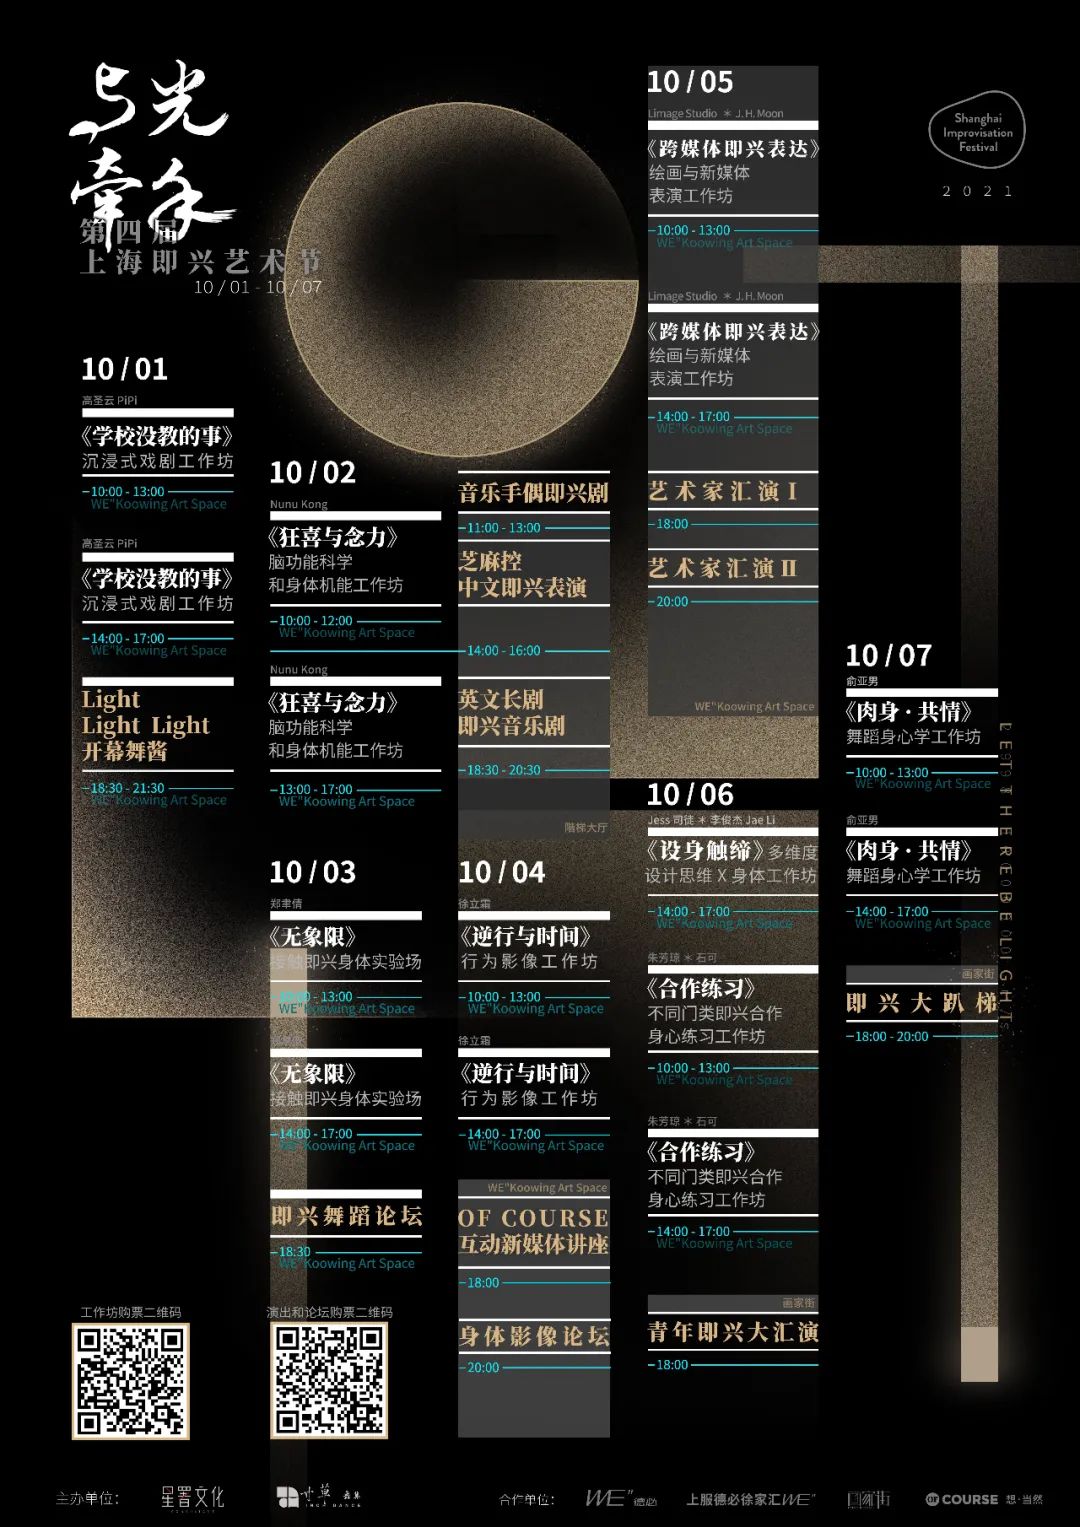 与光
牵手
第四届
上海即兴艺术节
10 / 01 - 10 / 07
Shanghai
Improvisation
Festival
2021
10 / 01
高圣云 PiPi
《学校没教的事》
沉浸式戏剧工作坊
10:00 - 13:00
WE"Koowing Art Space
高圣云 PiPi
《学校没教的事》
沉浸式戏剧工作坊
14:00 - 17:00
WE"Koowing Art Space
Light
Light Light
开幕舞酱
18:30 - 21:30
WE"Koowing Art Space
10 / 02
Nunu Kong
《狂喜与念力》
脑功能科学
和身体机能工作坊
10:00 - 12:00
WE"Koowing Art Space
Nunu Kong
《狂喜与念力》
脑功能科学
和身体机能工作坊
13:00 - 17:00
WE"Koowing Art Space
音乐手偶即兴剧
11:00 - 13:00
芝麻控
中文即兴表演
14:00 - 16:00
英文长剧
即兴音乐剧
18:30 - 20:30
階梯大厅
10 / 03
郑聿倩
《无象限》
接触即兴身体实验场
10:00 - 13:00
WE"Koowing Art Space
《无象限》
接触即兴身体实验场
14:00 - 17:00
WE"Koowing Art Space
即兴舞蹈论坛
18:30
WE"Koowing Art Space
10 / 04
徐立霜
《逆行与时间》
行为影像工作坊
10:00 - 13:00
WE"Koowing Art Space
徐立霜
《逆行与时间》
行为影像工作坊
14:00 - 17:00
WE"Koowing Art Space
WE"Koowing Art Space
OF COURSE
互动新媒体讲座
18:00
身体影像论坛
20:00
10 / 05
Limage Studio * J. H. Moon
《跨媒体即兴表达》
绘画与新媒体
表演工作坊
10:00 - 13:00
WE"Koowing Art Space
Limage Studio * J. H. Moon
《跨媒体即兴表达》
绘画与新媒体
表演工作坊
14:00 - 17:00
WE"Koowing Art Space
艺术家汇演 I
18:00
艺术家汇演 II
20:00
WE"Koowing Art Space
10 / 06
Jess 司徒 * 李俊杰 Jae Li
《设身触缔》多维度
设计思维 X 身体工作坊
14:00 - 17:00
WE"Koowing Art Space
朱芳琼 * 石可
《合作练习》
不同门类即兴合作
身心练习工作坊
10:00 - 13:00
WE"Koowing Art Space
朱芳琼 * 石可
《合作练习》
不同门类即兴合作
身心练习工作坊
14:00 - 17:00
WE"Koowing Art Space
画家街
青年即兴大汇演
18:00
10 / 07
俞亚男
《肉身 · 共情》
舞蹈身心学工作坊
10:00 - 13:00
WE"Koowing Art Space
俞亚男
《肉身 · 共情》
舞蹈身心学工作坊
14:00 - 17:00
WE"Koowing Art Space
画家街
即兴大趴梯
18:00 - 20:00
LET THERE BE LIGHT
工作坊购票二维码
演出和论坛购票二维码
主办单位:
星署文化
合作单位:
WE" 德必
上服德必徐家汇WE"
画家街
OF COURSE 想·当然